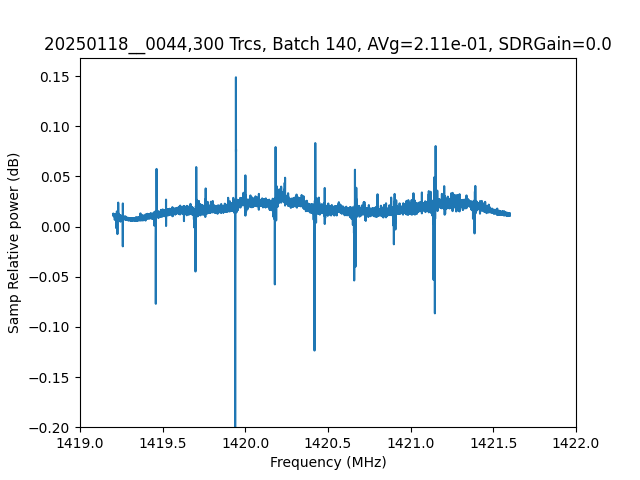 20250118__0044,300 Trcs, Batch 140, AVg=2.11e-01, SDRGain=0.0
Samp Relative power (dB)
0.15
0.10
0.05
0.00
−0.05
−0.10
−0.15
−0.20
1419.0 1419.5 1420.0 1420.5 1421.0 1421.5 1422.0
Frequency (MHz)